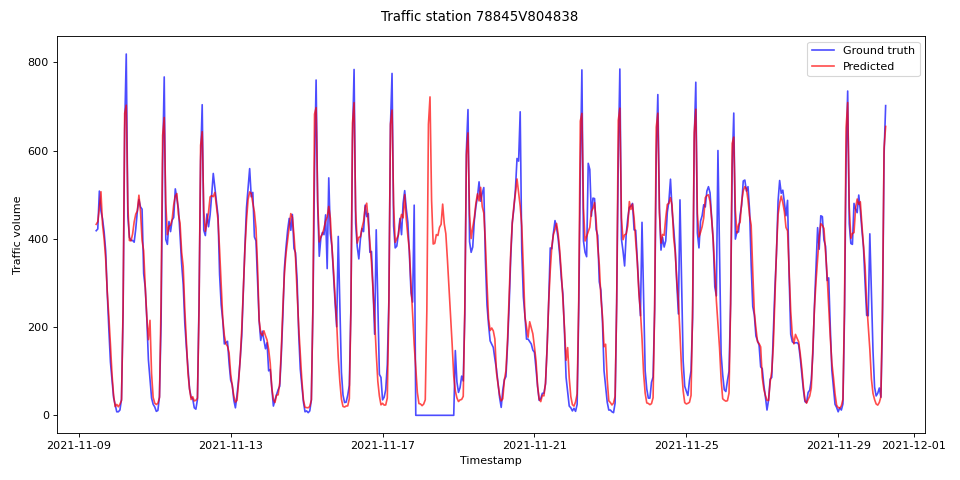 Traffic station 78845V804838
Ground truth
Predicted
Traffic volume
800
600
400
200
0
2021-11-09
2021-11-13
2021-11-17
2021-11-21
2021-11-25
2021-11-29
2021-12-01
Timestamp